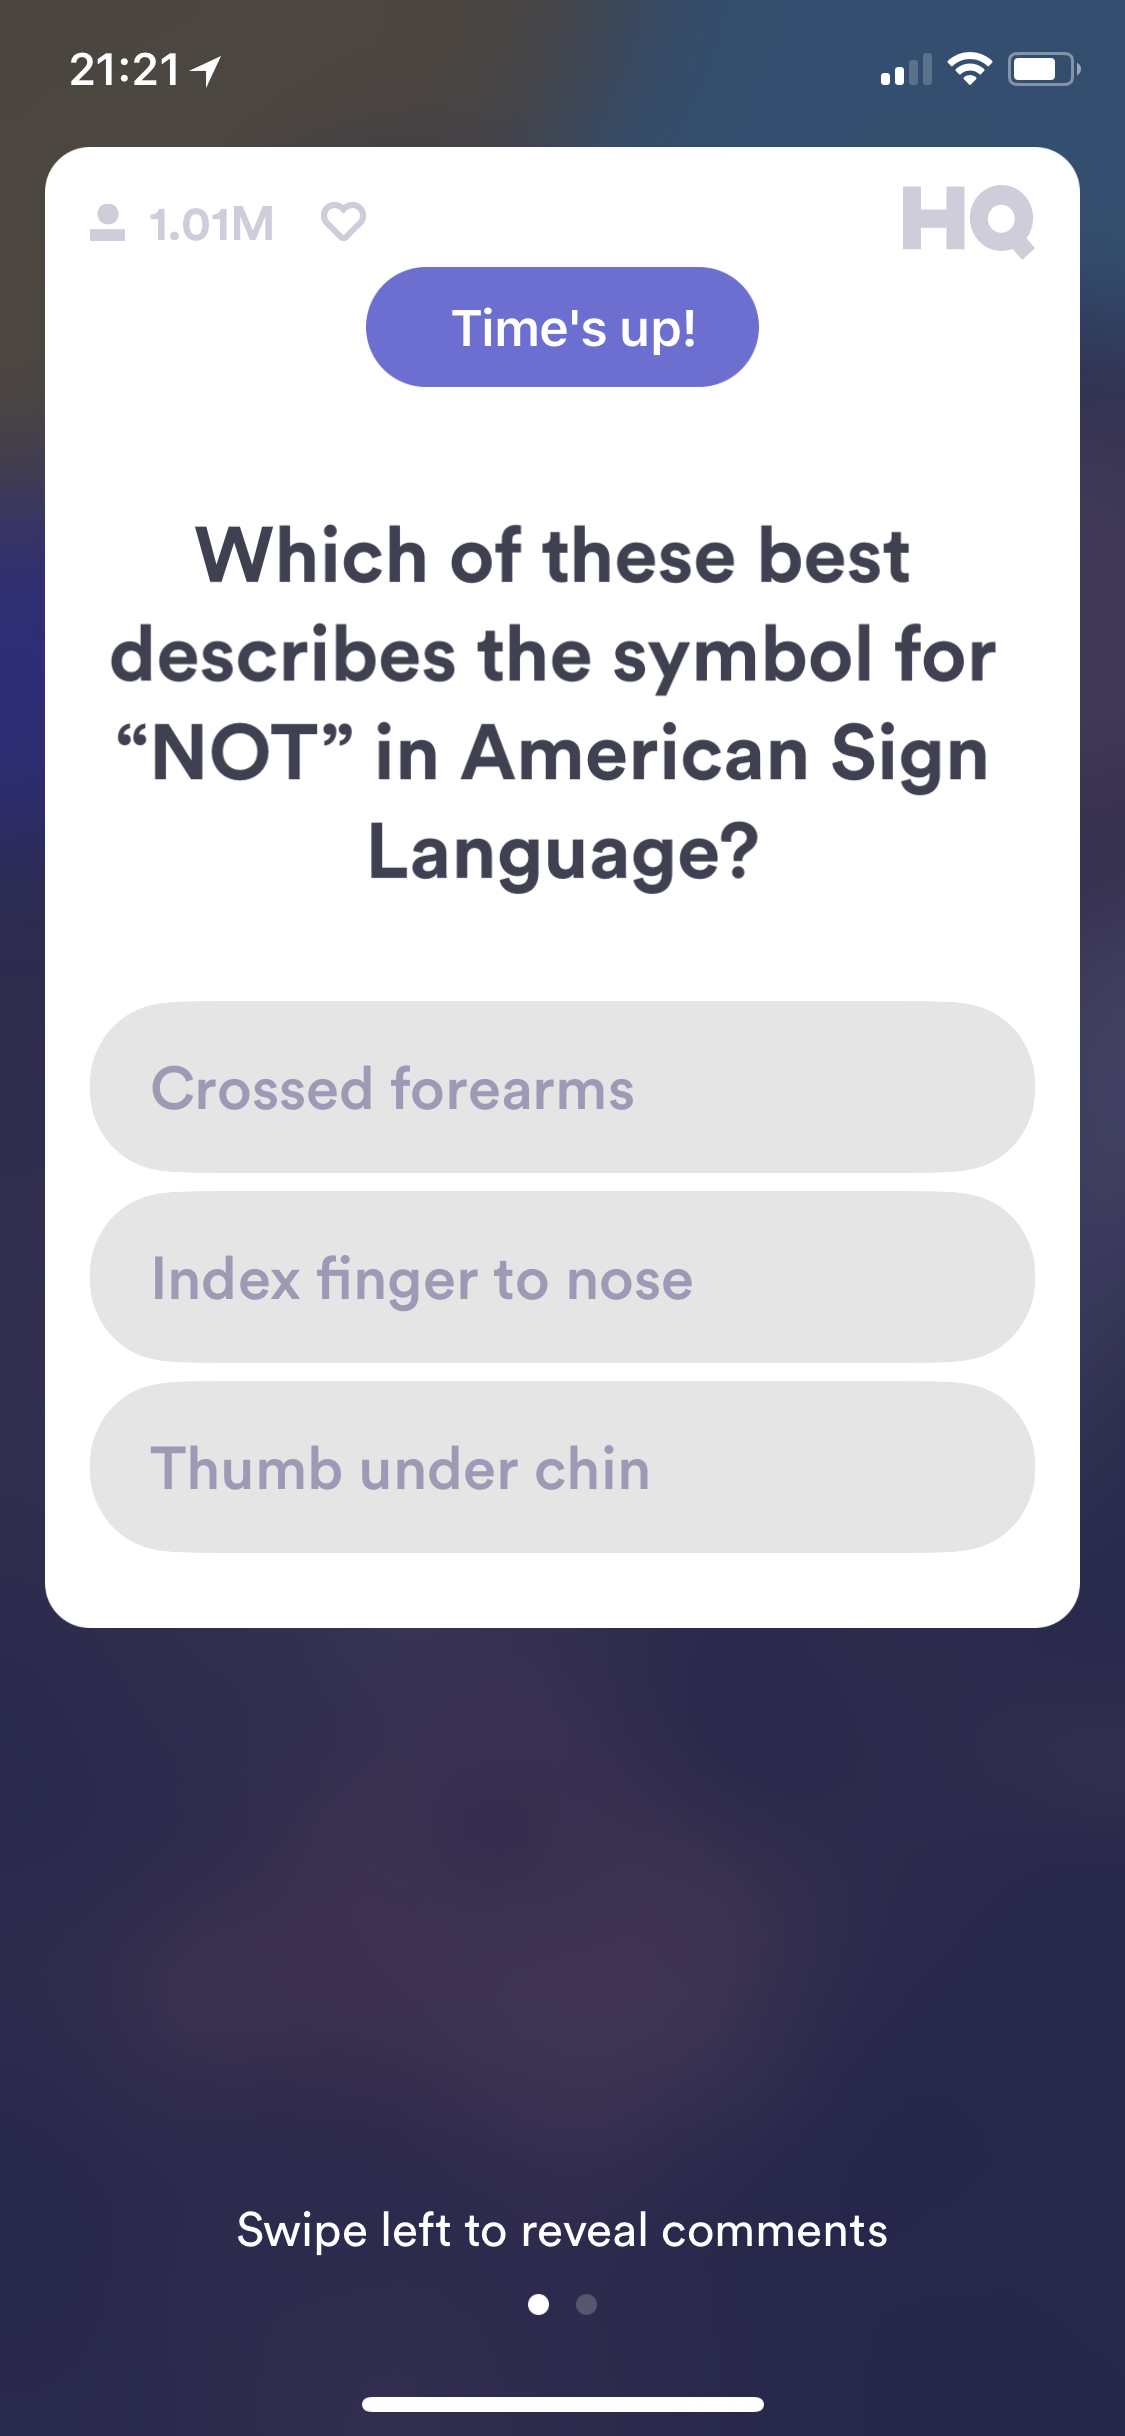 21:21
1.01M
HQ
Time's up!
Which of these best
describes the symbol for
“NOT” in American Sign
Language?
Crossed forearms
Index finger to nose
Thumb under chin
Swipe left to reveal comments